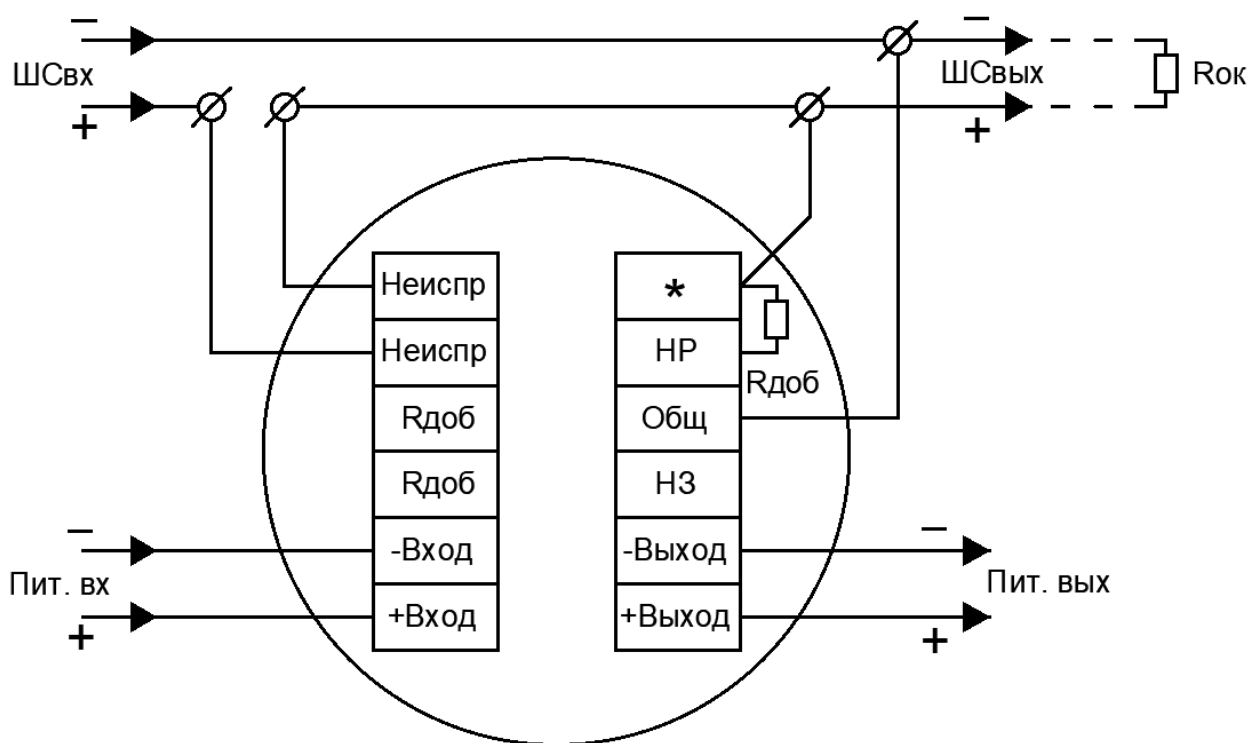 − −
ШСвх ШСвых Rок
+ +
Неиспр *
Неиспр НР
Rдоб
Rдоб Общ
Rдоб НЗ
− −
-Вход -Выход
Пит. вх Пит. вых
+Вход +Выход
+ +